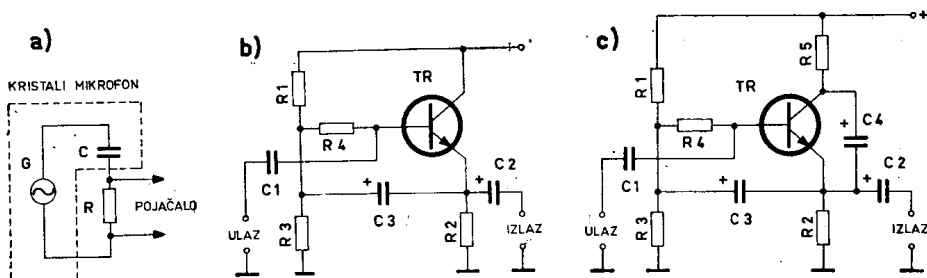 a)
KRISTALI MIKROFON
G
C
R
POJAČALO
b)
R1
TR
R4
C1
+
C3
+
C2
ULAZ
R3
R2
IZLAZ
c)
+
R5
R1
TR
R4
+
C4
C1
+
C3
+
C2
ULAZ
R3
R2
IZLAZ